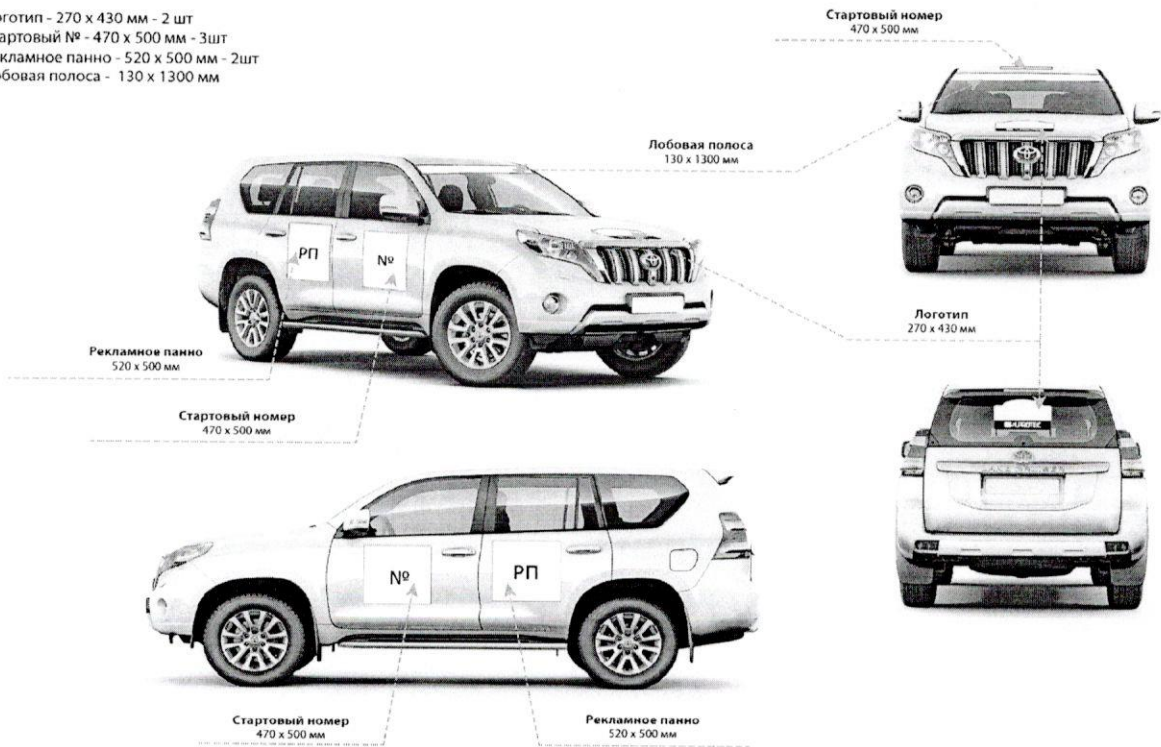 оготип - 270 x 430 мм - 2 шт
артовый № - 470 x 500 мм - 3шт
кламное панно - 520 x 500 мм - 2шт
обовая полоса - 130 x 1300 мм
Стартовый номер
470 x 500 мм
Лобовая полоса
130 x 1300 мм
РП
№
Логотип
270 x 430 мм
Рекламное панно
520 x 500 мм
Стартовый номер
470 x 500 мм
№
РП
Стартовый номер
470 x 500 мм
Рекламное панно
520 x 500 мм